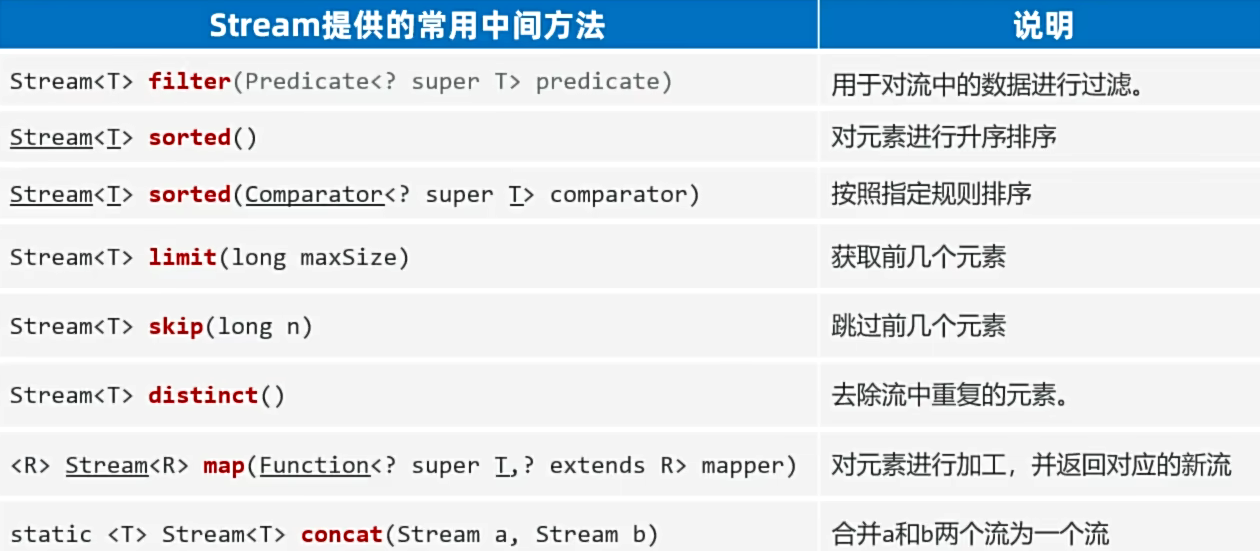 Stream提供的常用中间方法 说明
Stream<T> filter(Predicate<? super T> predicate) 用于对流中的数据进行过滤。
Stream<T> sorted() 对元素进行升序排序
Stream<T> sorted(Comparator<? super T> comparator) 按照指定规则排序
Stream<T> limit(long maxSize) 获取前几个元素
Stream<T> skip(long n) 跳过前几个元素
Stream<T> distinct() 去除流中重复的元素。
<R> Stream<R> map(Function<? super T,? extends R> mapper) 对元素进行加工，并返回对应的新流
static <T> Stream<T> concat(Stream a, Stream b) 合并a和b两个流为一个流